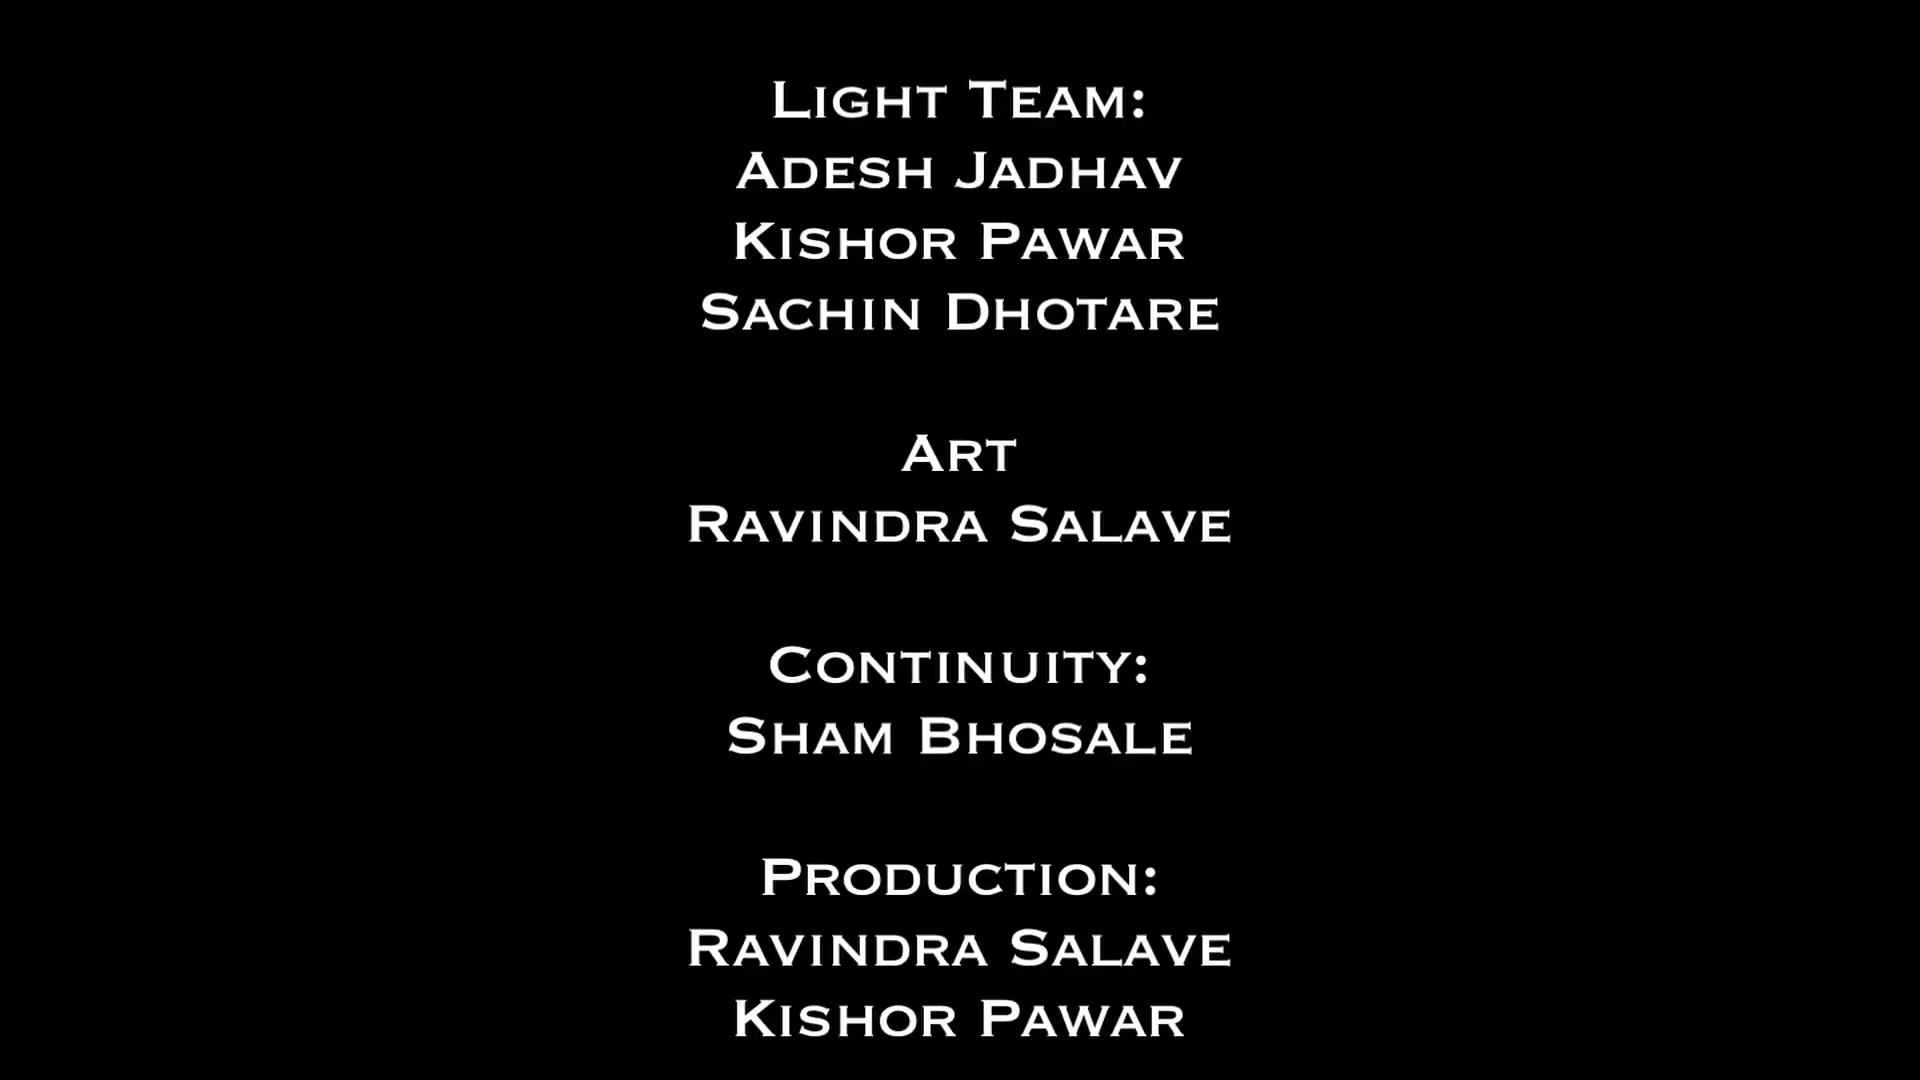 Light Team:
Adesh Jadhav
Kishor Pawar
Sachin Dhotare
Art
Ravindra Salave
Continuity:
Sham Bhosale
Production:
Ravindra Salave
Kishor Pawar